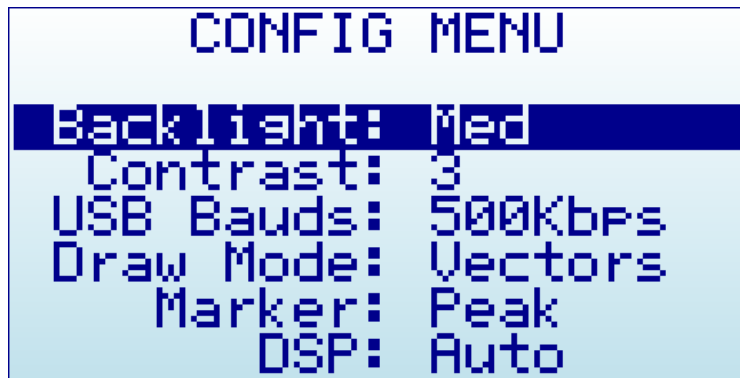 CONFIG MENU
Backlight: Med
Contrast: 3
USB Bauds: 500Kbps
Draw Mode: Vectors
Marker: Peak
DSP: Auto